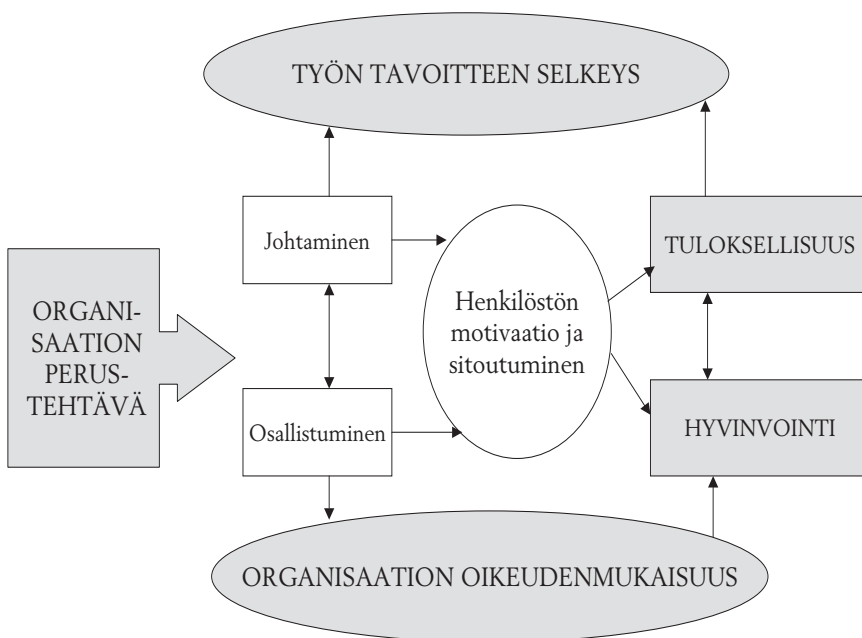 TYÖN TAVOITTEEN SELKEYS
Johtaminen
TULOKSELLISUUS
ORGANI-
SAATION
PERUS-
TEHTÄVÄ
Henkilöstön
motivaatio ja
sitoutuminen
Osallistuminen
HYVINVOINTI
ORGANISAATION OIKEUDENMUKAISUUS